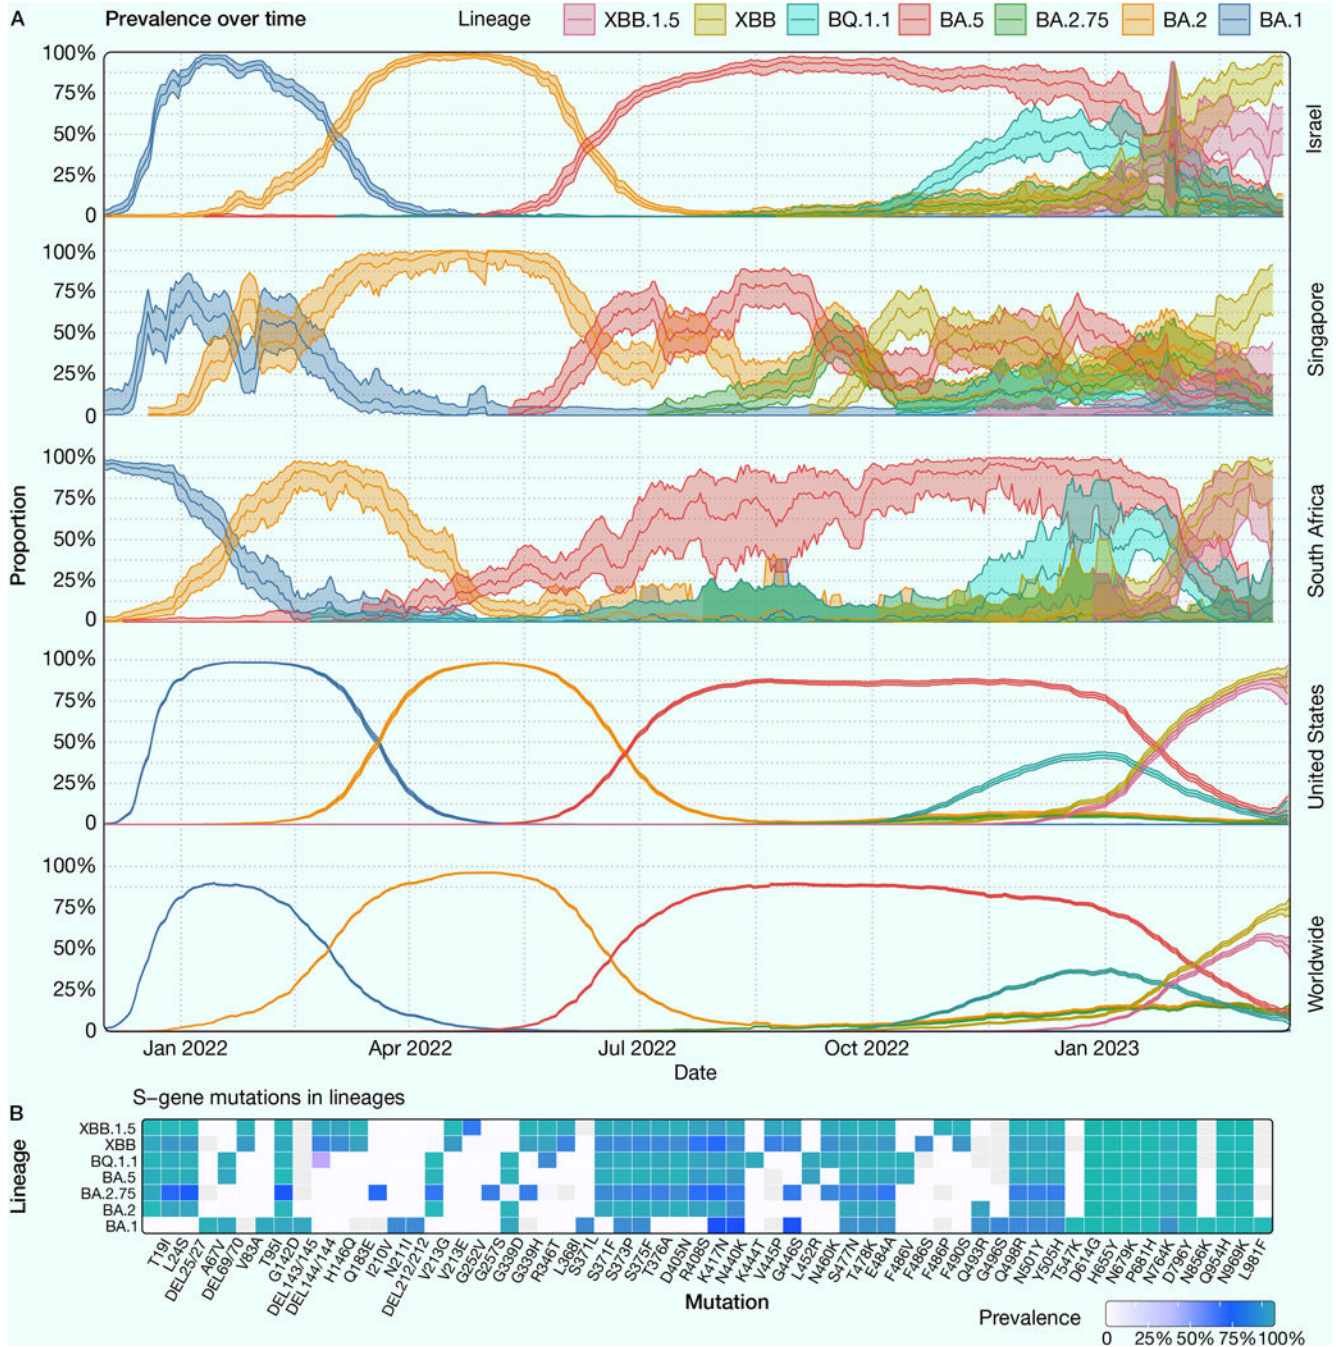 A
Prevalence over time
Lineage
XBB.1.5
XBB
BQ.1.1
BA.5
BA.2.75
BA.2
BA.1
100%
75%
50%
25%
0
Israel
100%
75%
50%
25%
0
Singapore
100%
75%
50%
25%
0
South Africa
100%
75%
50%
25%
0
United States
100%
75%
50%
25%
0
Worldwide
Proportion
Jan 2022
Apr 2022
Jul 2022
Oct 2022
Jan 2023
Date
B
S−gene mutations in lineages
Lineage
XBB.1.5
XBB
BQ.1.1
BA.5
BA.2.75
BA.2
BA.1
T19I
L24S
DEL25/27
A67V
DEL69/70
V83A
T95I
G142D
DEL143/145
DEL144/144
H146Q
Q183E
I210V
N211I
DEL212/212
V213G
V213E
G252V
G257S
G339D
G339H
R346T
L368I
S371L
S371F
S373P
S375F
T376A
D405N
R408S
K417N
N440K
K444T
V445P
G446S
L452R
N460K
S477N
T478K
E484A
F486V
F486S
F486P
F490S
Q493R
G496S
Q498R
N501Y
Y505H
T547K
D614G
H655Y
N679K
P681H
N764K
D796Y
N856K
Q954H
N969K
L981F
Mutation
Prevalence
0
25%
50%
75%
100%